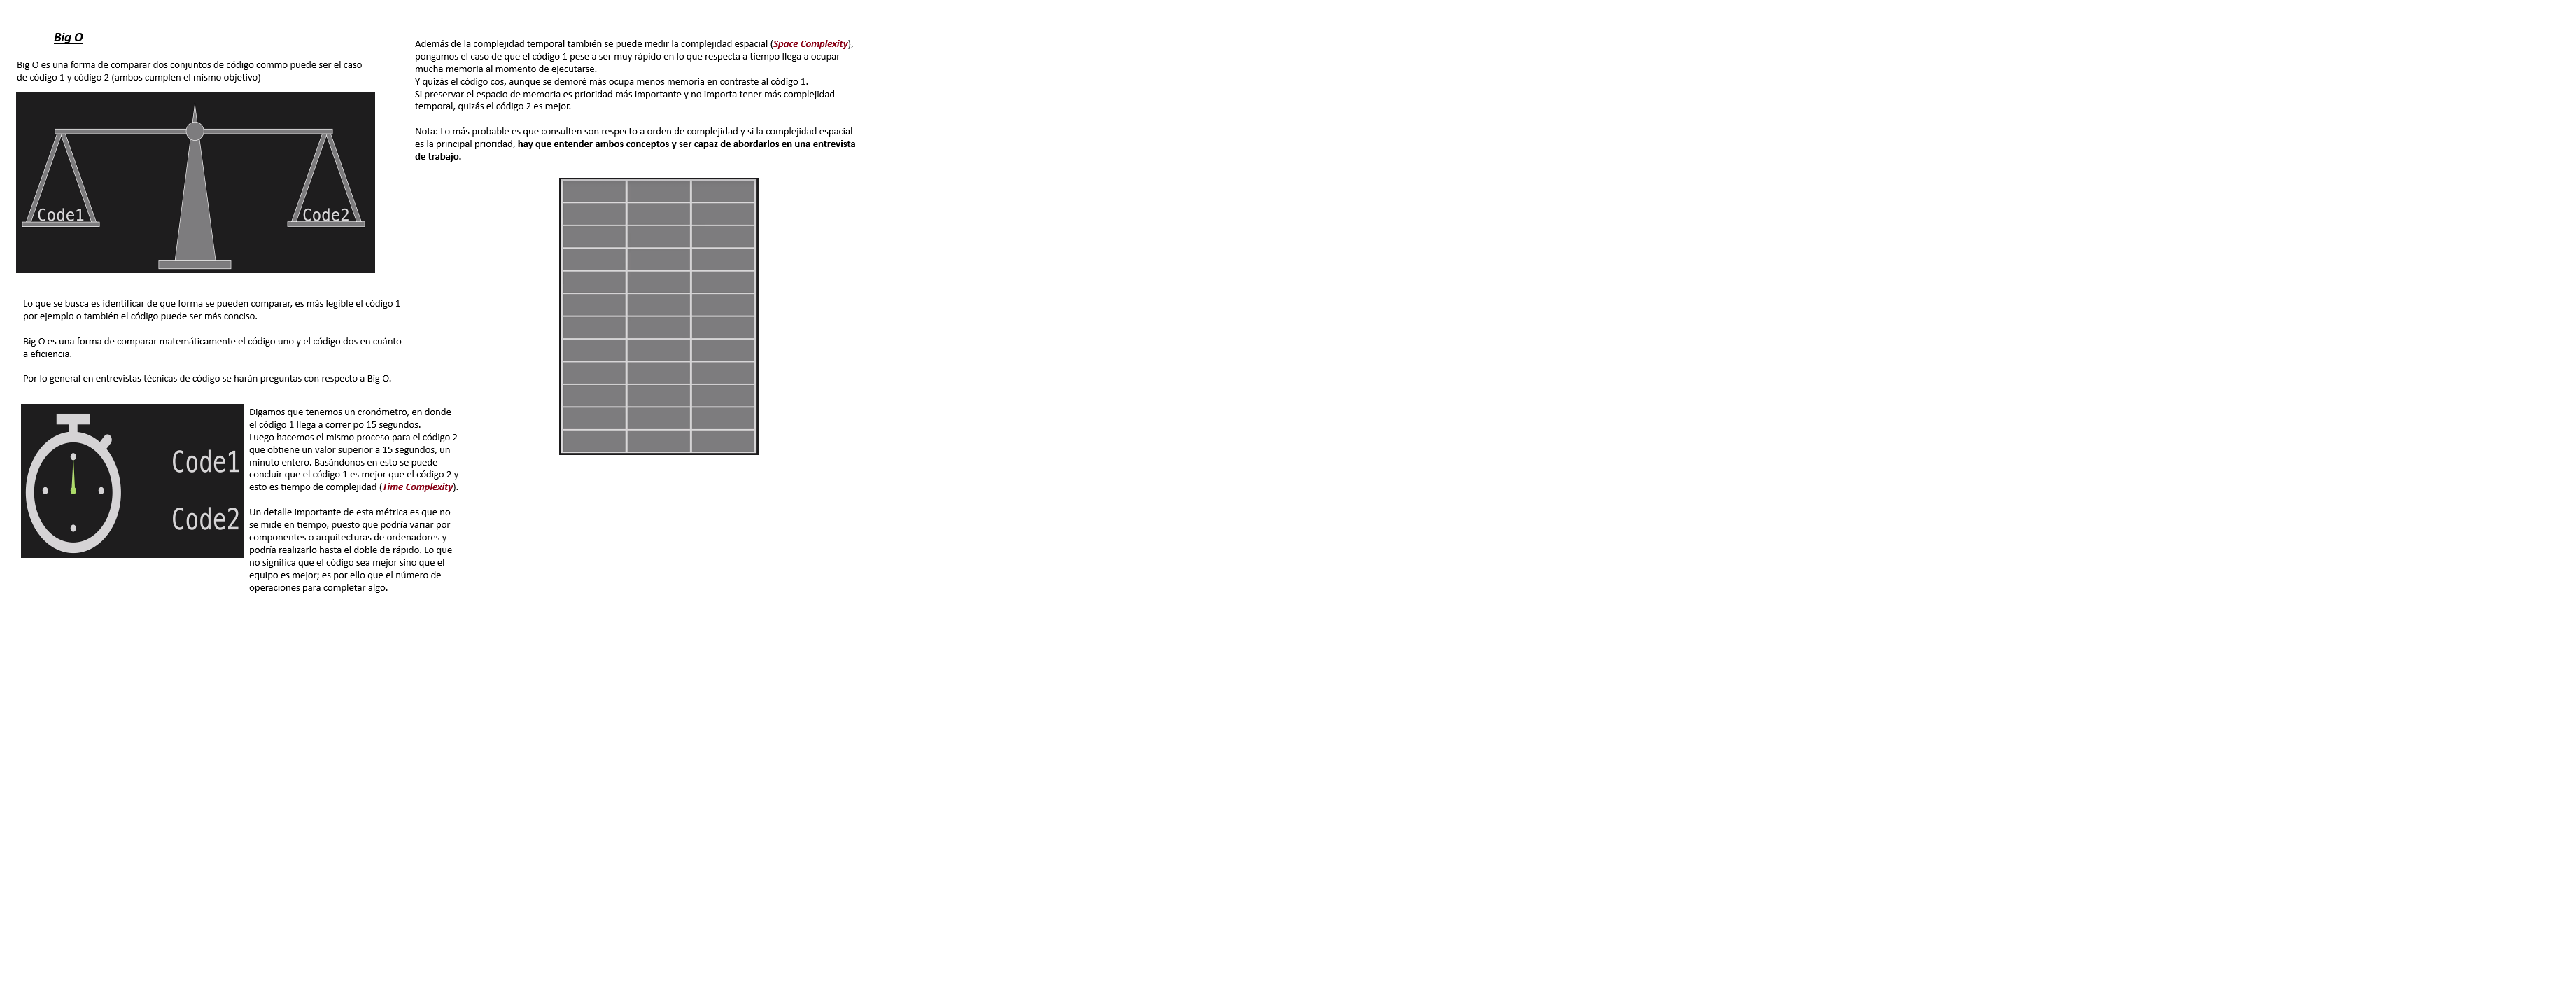 Big O
Big O es una forma de comparar dos conjuntos de código commo puede ser el caso
de código 1 y código 2 (ambos cumplen el mismo objetivo)
Code1
Code2
Lo que se busca es identificar de que forma se pueden comparar, es más legible el código 1
por ejemplo o también el código puede ser más conciso.
Big O es una forma de comparar matemáticamente el código uno y el código dos en cuánto
a eficiencia.
Por lo general en entrevistas técnicas de código se harán preguntas con respecto a Big O.
Code1
Code2
Digamos que tenemos un cronómetro, en donde
el código 1 llega a correr po 15 segundos.
Luego hacemos el mismo proceso para el código 2
que obtiene un valor superior a 15 segundos, un
minuto entero. Basándonos en esto se puede
concluir que el código 1 es mejor que el código 2 y
esto es tiempo de complejidad (Time Complexity).
Un detalle importante de esta métrica es que no
se mide en tiempo, puesto que podría variar por
componentes o arquitecturas de ordenadores y
podría realizarlo hasta el doble de rápido. Lo que
no significa que el código sea mejor sino que el
equipo es mejor; es por ello que el número de
operaciones para completar algo.
Además de la complejidad temporal también se puede medir la complejidad espacial (Space Complexity),
pongamos el caso de que el código 1 pese a ser muy rápido en lo que respecta a tiempo llega a ocupar
mucha memoria al momento de ejecutarse.
Y quizás el código cos, aunque se demoré más ocupa menos memoria en contraste al código 1.
Si preservar el espacio de memoria es prioridad más importante y no importa tener más complejidad
temporal, quizás el código 2 es mejor.
Nota: Lo más probable es que consulten son respecto a orden de complejidad y si la complejidad espacial
es la principal prioridad, hay que entender ambos conceptos y ser capaz de abordarlos en una entrevista
de trabajo.